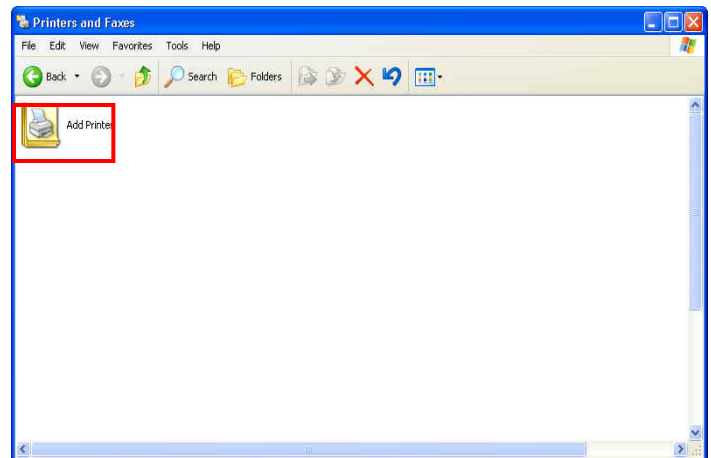 Printers and Faxes
File Edit View Favorites Tools Help
Back Search Folders
Add Printer